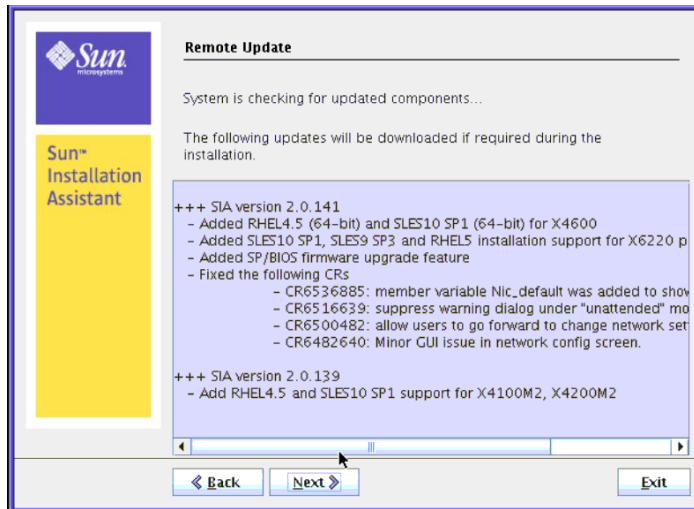 Sun
microsystems
Sun™
Installation
Assistant
Remote Update
System is checking for updated components...
The following updates will be downloaded if required during the
installation.
+++ SIA version 2.0.141
- Added RHEL4.5 (64-bit) and SLES10 SP1 (64-bit) for X4600
- Added SLES10 SP1, SLES9 SP3 and RHEL5 installation support for X6220 p
- Added SP/BIOS firmware upgrade feature
- Fixed the following CRs
- CR6536885: member variable Nic_default was added to show
- CR6516639: suppress warning dialog under "unattended" mo
- CR6500482: allow users to go forward to change network set
- CR6482640: Minor GUI issue in network config screen.
+++ SIA version 2.0.139
- Add RHEL4.5 and SLES10 SP1 support for X4100M2, X4200M2
Back
Next
Exit